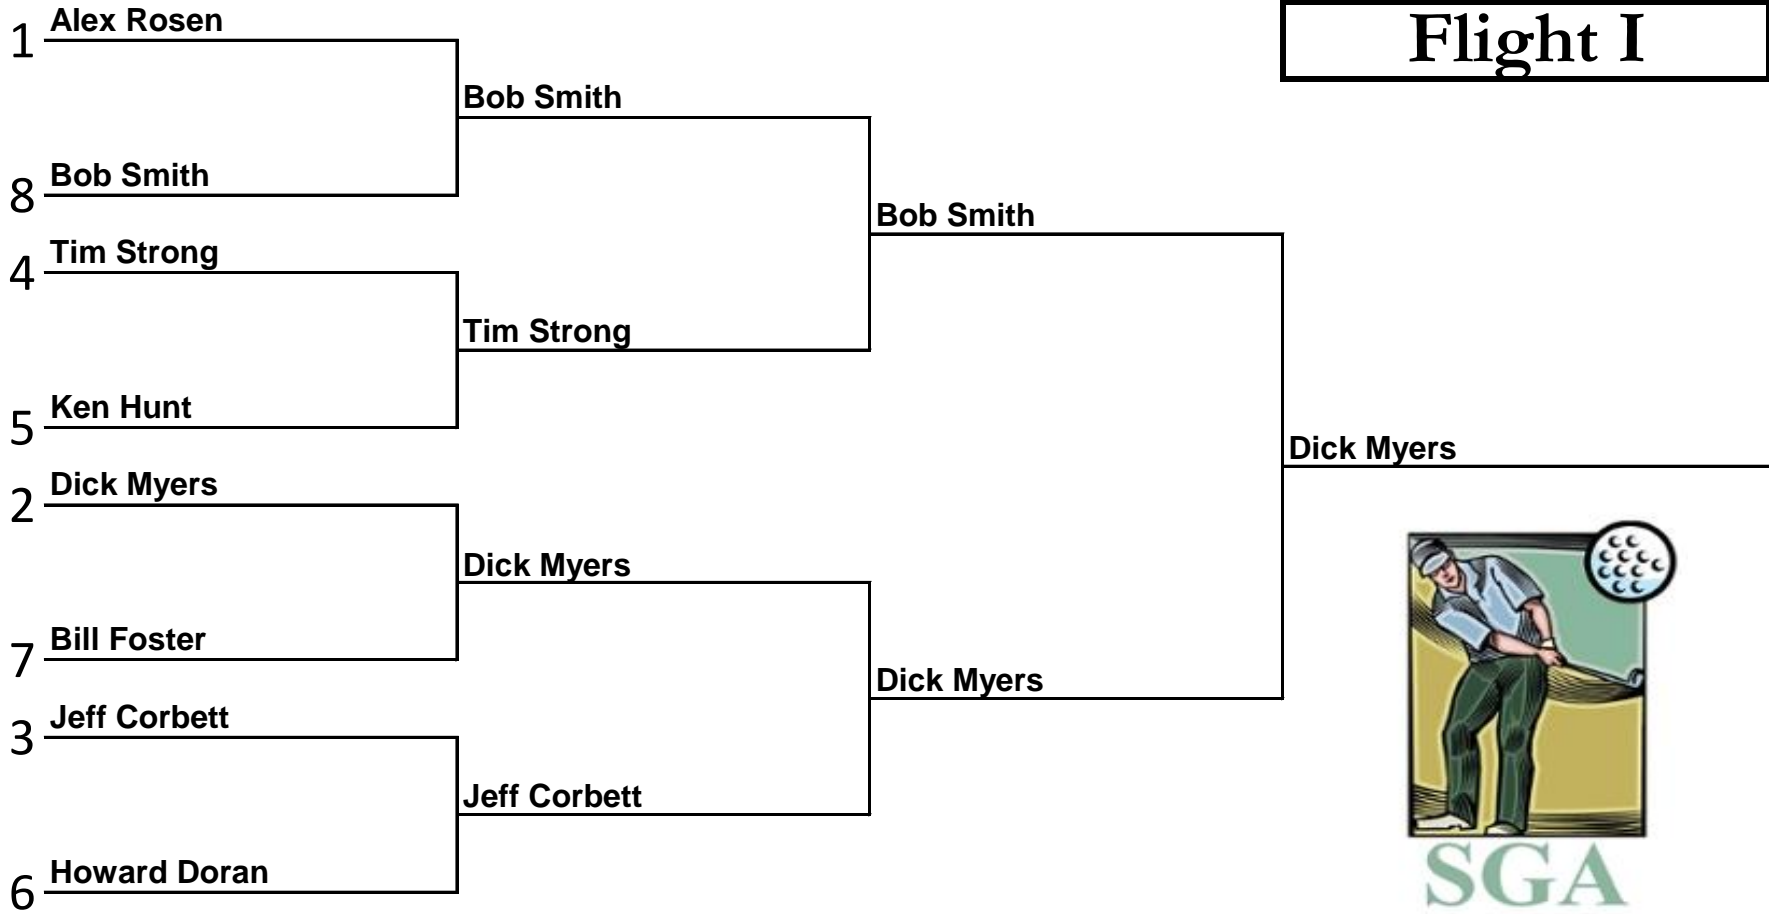 Flight I
1 Alex Rosen
Bob Smith
8 Bob Smith
Bob Smith
4 Tim Strong
Tim Strong
5 Ken Hunt
Dick Myers
2 Dick Myers
Dick Myers
7 Bill Foster
Dick Myers
3 Jeff Corbett
Jeff Corbett
6 Howard Doran
SGA